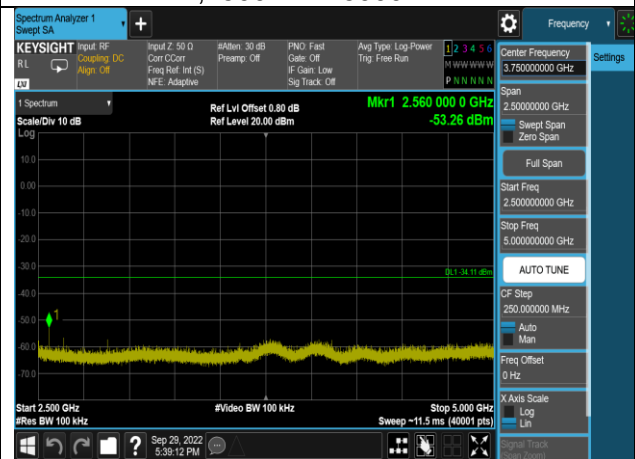 Spectrum Analyzer 1
Swept SA
Frequency
Settings
KEYSIGHT
RL
LXI
Input: RF
Coupling: DC
Align: Off
Input Z: 50 Ω
Corr CCorr
Freq Ref: Int (S)
NFE: Adaptive
#Atten: 30 dB
Preamp: Off
PNO: Fast
Gate: Off
IF Gain: Low
Sig Track: Off
Avg Type: Log-Power
Trig: Free Run
1 2 3 4 5 6
M W W W W W
P N N N N N
1 Spectrum
Scale/Div 10 dB
Log
Ref Lvl Offset 0.80 dB
Ref Level 20.00 dBm
Mkr1 2.560 000 0 GHz
-53.26 dBm
10.0
0.00
-10.0
-20.0
-30.0
DL1 -34.11 dBm
-40.0
1
-50.0
-60.0
-70.0
Start 2.500 GHz
#Res BW 100 kHz
#Video BW 100 kHz
Stop 5.000 GHz
Sweep ~11.5 ms (40001 pts)
Center Frequency
3.750000000 GHz
Span
2.50000000 GHz
Swept Span
Zero Span
Full Span
Start Freq
2.500000000 GHz
Stop Freq
5.000000000 GHz
AUTO TUNE
CF Step
250.000000 MHz
Auto
Man
Freq Offset
0 Hz
X Axis Scale
Log
Lin
Signal Track
(Span Zoom)
?
Sep 29, 2022
5:39:12 PM